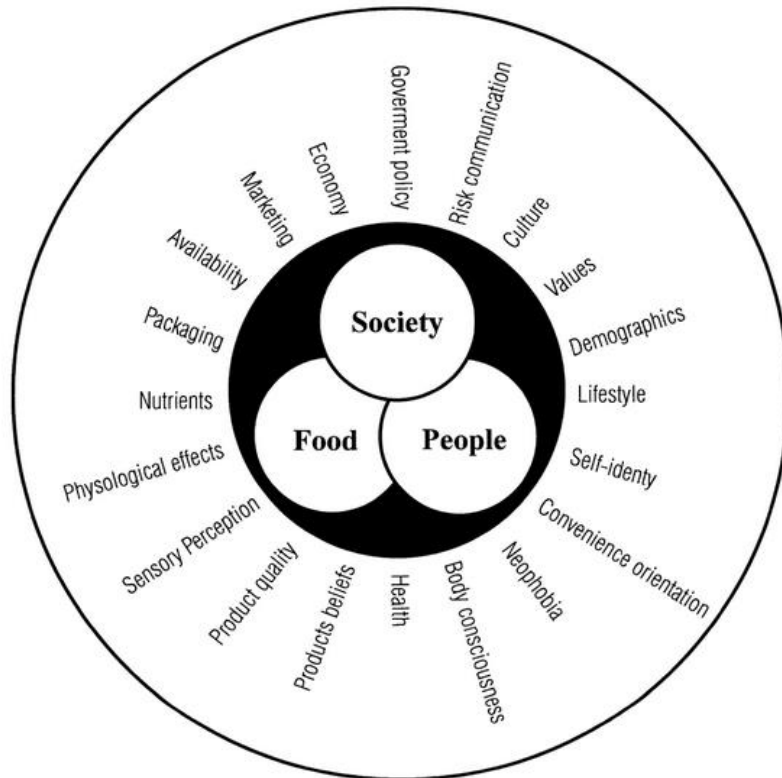 Goverment policy
Risk communication
Culture
Values
Demographics
Lifestyle
Self-identy
Convenience orientation
Neophobia
Body consciousness
Health
Products beliefs
Product quality
Sensory Perception
Physological effects
Nutrients
Packaging
Availability
Marketing
Economy
Society
Food
People